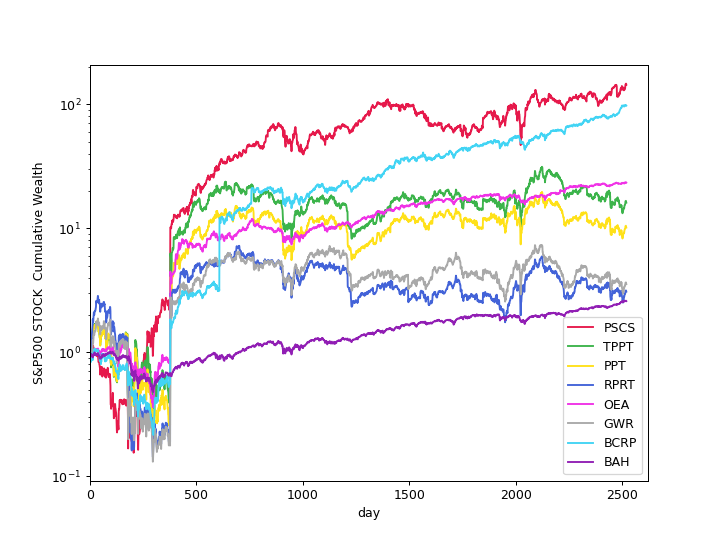 S&P500 STOCK  Cumulative Wealth
10²
10¹
10⁰
10⁻¹
0 500 1000 1500 2000 2500
day
PSCS
TPPT
PPT
RPRT
OEA
GWR
BCRP
BAH